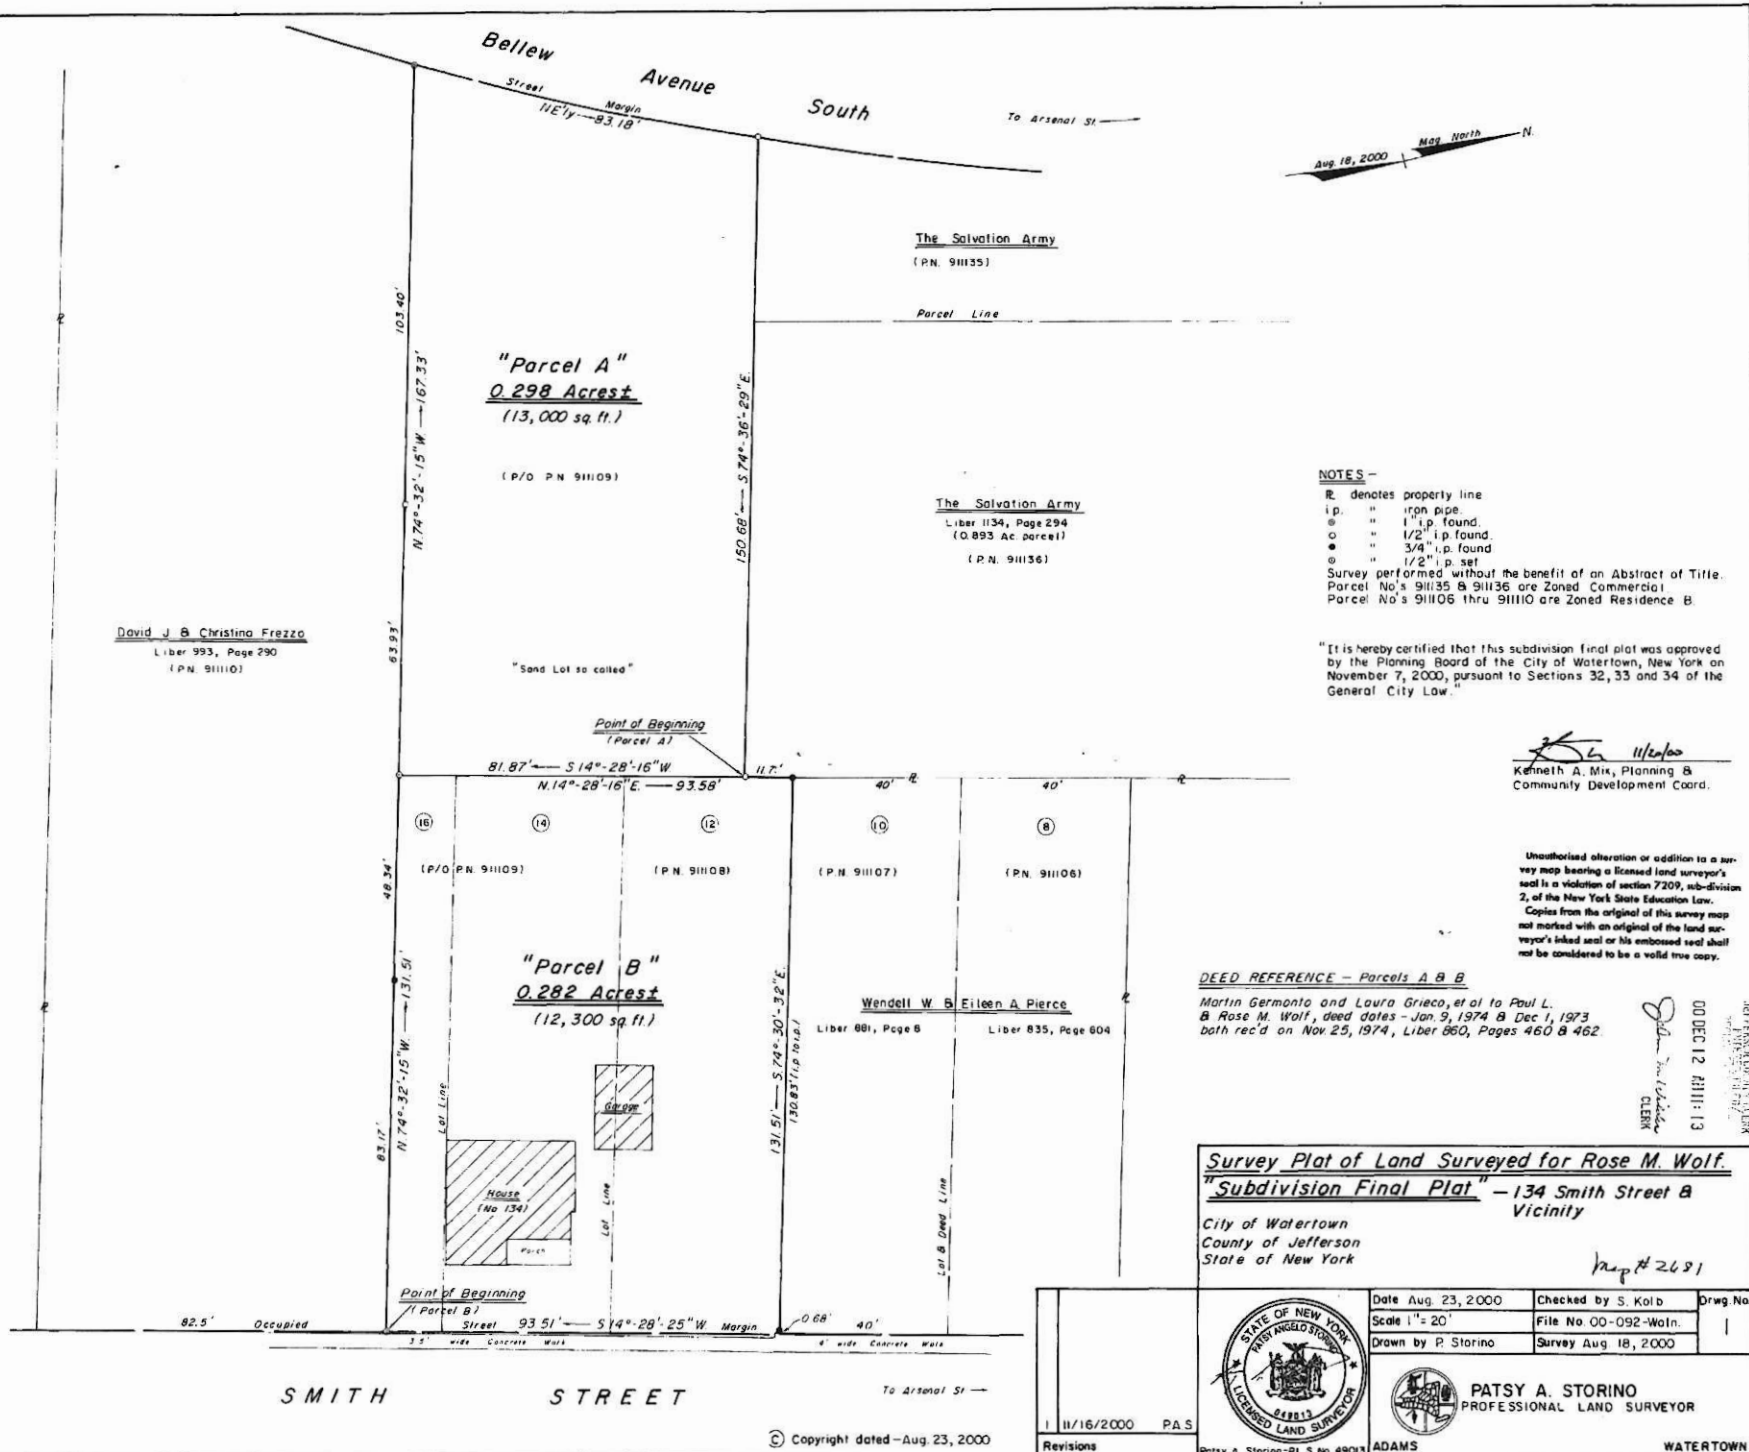 Bellew Avenue South
Street Margin
NE'ly — 83.18'
To Arsenal St.
Aug. 18, 2000 Mag. North N.
The Salvation Army
(P.N. 911135)
Parcel Line
103.40'
N.74°-32'-15"W. — 167.33'
63.93'
"Parcel A"
0.298 Acres±
(13,000 sq. ft.)
(P/O P.N. 911109)
150.68' — S.74°-36'-29"E.
The Salvation Army
Liber 1134, Page 294
(0.893 Ac. parcel)
(P.N. 911136)
David J & Christina Frezzo
Liber 993, Page 290
(P.N. 911110)
"Sand Lot so called"
Point of Beginning
(Parcel A)
81.87' — S 14°-28'-16"W.
11.7'
N.14°-28'-16"E. — 93.58'
40'
40'
16
14
12
10
8
(P/O P.N. 911109)
(P.N. 911108)
(P.N. 911107)
(P.N. 911106)
48.34'
N.74°-32'-15"W. — 131.51'
83.17'
"Parcel B"
0.282 Acres±
(12,300 sq. ft.)
131.51' — S.74°-30'-32"E.
130.83' (i.p. to i.p.)
Wendell W. & Eileen A. Pierce
Liber 881, Page 6
Liber 835, Page 604
Garage
House
(No 134)
Porch
Lot Line
Lot Line
Lot & Deed Line
Point of Beginning
(Parcel B)
82.5' Occupied
Street 93.51' — S 14°-28'-25"W. Margin
0.68'
40'
3.5' wide Concrete Walk
4' wide Concrete Walk
SMITH STREET
To Arsenal St
© Copyright dated – Aug. 23, 2000
NOTES –
PL denotes property line
i.p. " iron pipe.
" 1" i.p. found.
" 1/2" i.p. found.
" 3/4" i.p. found
" 1/2" i.p. set
Survey performed without the benefit of an Abstract of Title.
Parcel No's 911135 & 911136 are Zoned Commercial
Parcel No's 911106 thru 911110 are Zoned Residence B.
"It is hereby certified that this subdivision final plat was approved
by the Planning Board of the City of Watertown, New York on
November 7, 2000, pursuant to Sections 32, 33 and 34 of the
General City Law."
11/20/00
Kenneth A. Mix, Planning &
Community Development Coord.
Unauthorised alteration or addition to a sur-
vey map bearing a licensed land surveyor's
seal is a violation of section 7209, sub-division
2, of the New York State Education Law.
Copies from the original of this survey map
not marked with an original of the land sur-
veyor's inked seal or his embossed seal shall
not be considered to be a valid true copy.
DEED REFERENCE – Parcels A & B
Martin Germonto and Laura Grieco, et al to Paul L.
& Rose M. Wolf, deed dates – Jan. 9, 1974 & Dec 1, 1973
both rec'd on Nov. 25, 1974, Liber 860, Pages 460 & 462.
00 DEC 12 AM 11:13
CLERK
Survey Plat of Land Surveyed for Rose M. Wolf.
"Subdivision Final Plat" – 134 Smith Street &
Vicinity
City of Watertown
County of Jefferson
State of New York
Map # 2681
Date Aug. 23, 2000
Checked by S. Kolb
Drwg. No
Scale 1" = 20'
File No. 00-092-Watn.
1
Drawn by P. Storino
Survey Aug. 18, 2000
STATE OF NEW YORK
PATSY ANGELO STORINO
049013
LICENSED LAND SURVEYOR
Patsy A. Storino - P.L.S. No. 49013
PATSY A. STORINO
PROFESSIONAL LAND SURVEYOR
ADAMS WATERTOWN
1 11/16/2000 P.A.S
Revisions